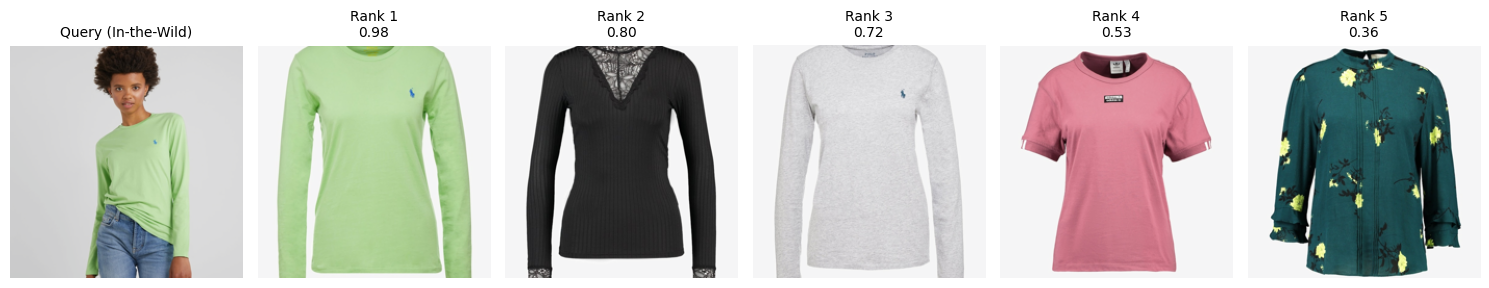 Query (In-the-Wild)
Rank 1
0.98
Rank 2
0.80
Rank 3
0.72
Rank 4
0.53
Rank 5
0.36